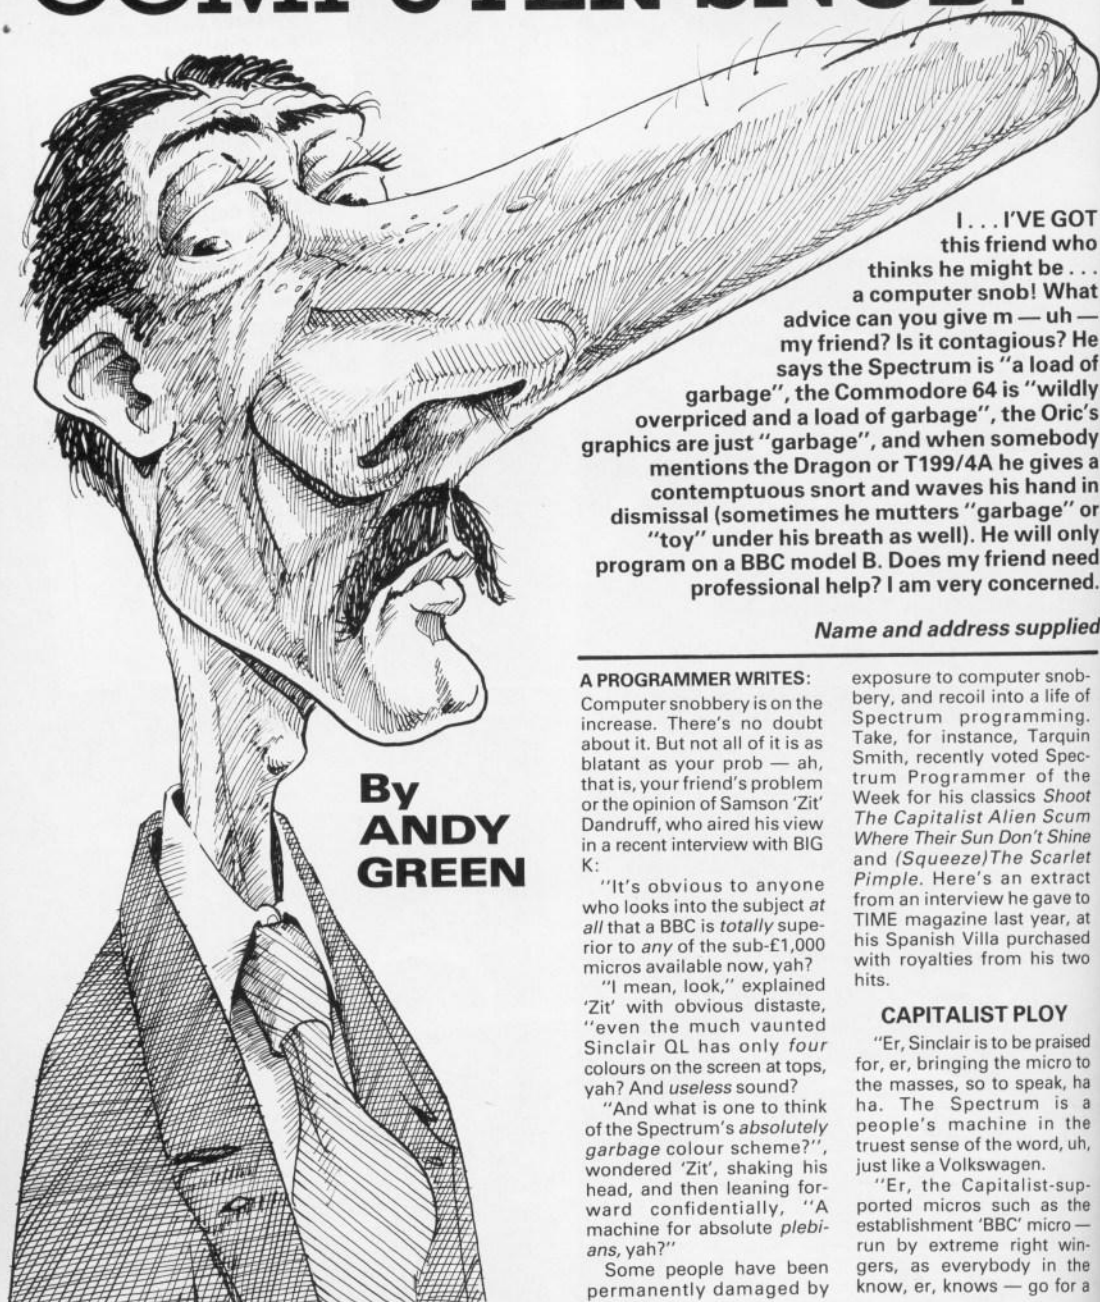 COMPUTER SNOB?
I . . . I'VE GOT
this friend who
thinks he might be . . .
a computer snob! What
advice can you give m — uh —
my friend? Is it contagious? He
says the Spectrum is "a load of
garbage", the Commodore 64 is "wildly
overpriced and a load of garbage", the Oric's
graphics are just "garbage", and when somebody
mentions the Dragon or T199/4A he gives a
contemptuous snort and waves his hand in
dismissal (sometimes he mutters "garbage" or
"toy" under his breath as well). He will only
program on a BBC model B. Does my friend need
professional help? I am very concerned.
Name and address supplied
By
ANDY
GREEN
A PROGRAMMER WRITES:
Computer snobbery is on the
increase. There's no doubt
about it. But not all of it is as
blatant as your prob — ah,
that is, your friend's problem
or the opinion of Samson 'Zit'
Dandruff, who aired his view
in a recent interview with BIG
K:
"It's obvious to anyone
who looks into the subject at
all that a BBC is totally supe-
rior to any of the sub-£1,000
micros available now, yah?
"I mean, look," explained
'Zit' with obvious distaste,
"even the much vaunted
Sinclair QL has only four
colours on the screen at tops,
yah? And useless sound?
"And what is one to think
of the Spectrum's absolutely
garbage colour scheme?",
wondered 'Zit', shaking his
head, and then leaning for-
ward confidentially, "A
machine for absolute plebi-
ans, yah?"
Some people have been
permanently damaged by
exposure to computer snob-
bery, and recoil into a life of
Spectrum programming.
Take, for instance, Tarquin
Smith, recently voted Spec-
trum Programmer of the
Week for his classics Shoot
The Capitalist Alien Scum
Where Their Sun Don't Shine
and (Squeeze)The Scarlet
Pimple. Here's an extract
from an interview he gave to
TIME magazine last year, at
his Spanish Villa purchased
with royalties from his two
hits.
CAPITALIST PLOY
"Er, Sinclair is to be praised
for, er, bringing the micro to
the masses, so to speak, ha
ha. The Spectrum is a
people's machine in the
truest sense of the word, uh,
just like a Volkswagen.
"Er, the Capitalist-sup-
ported micros such as the
establishment 'BBC' micro —
run by extreme right win-
gers, as everybody in the
know, er, knows — go for a